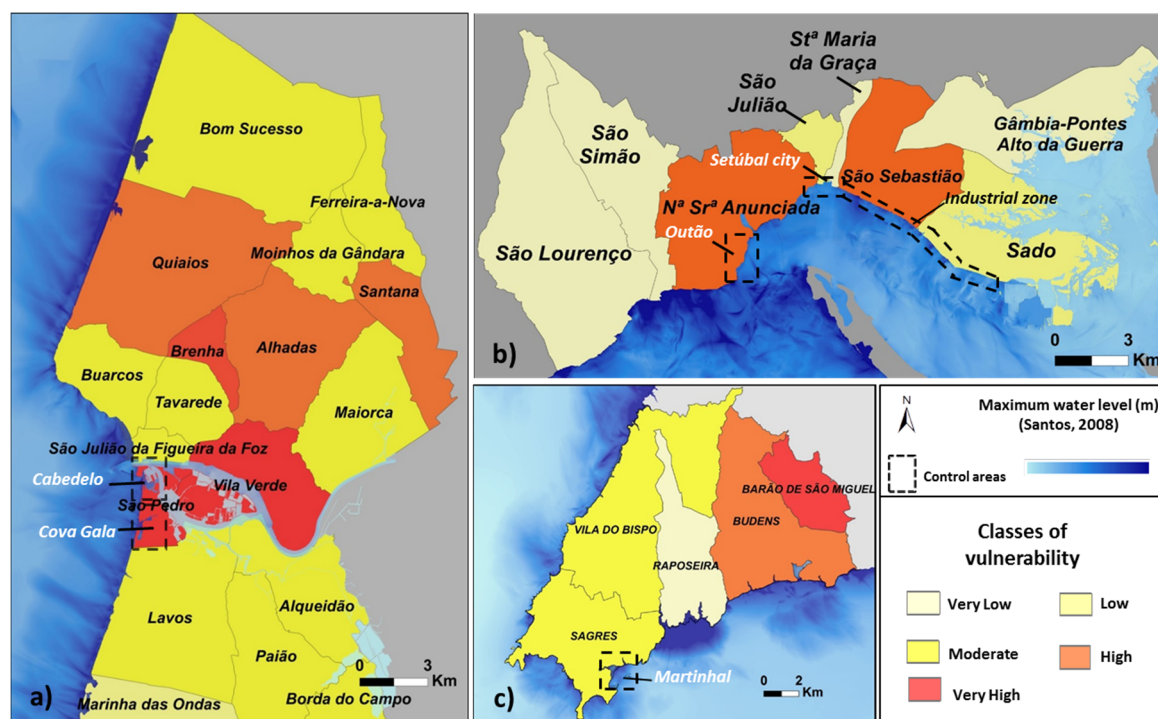 Bom Sucesso
Ferreira-a-Nova
Moinhos da Gândara
Quiaios
Santana
Brenha
Alhadas
Buarcos
Tavarede
Maiorca
São Julião da Figueira da Foz
Cabedelo
Vila Verde
São Pedro
Cova Gala
Lavos
Alqueidão
Paião
0 3
Km
a)
Borda do Campo
Marinha das Ondas
Stª Maria
da Graça
São
Julião
São
Simão
Gâmbia-Pontes
Alto da Guerra
Setúbal city
São Sebastião
Industrial zone
Nª Srª Anunciada
Outão
São Lourenço
Sado
b)
0 3
Km
BARÃO DE SÃO MIGUEL
VILA DO BISPO
BUDENS
RAPOSEIRA
SAGRES
Martinhal
c)
0 2
Km
N
Maximum water level (m)
(Santos, 2008)
Control areas
Classes of
vulnerability
Very Low
Low
Moderate
High
Very High